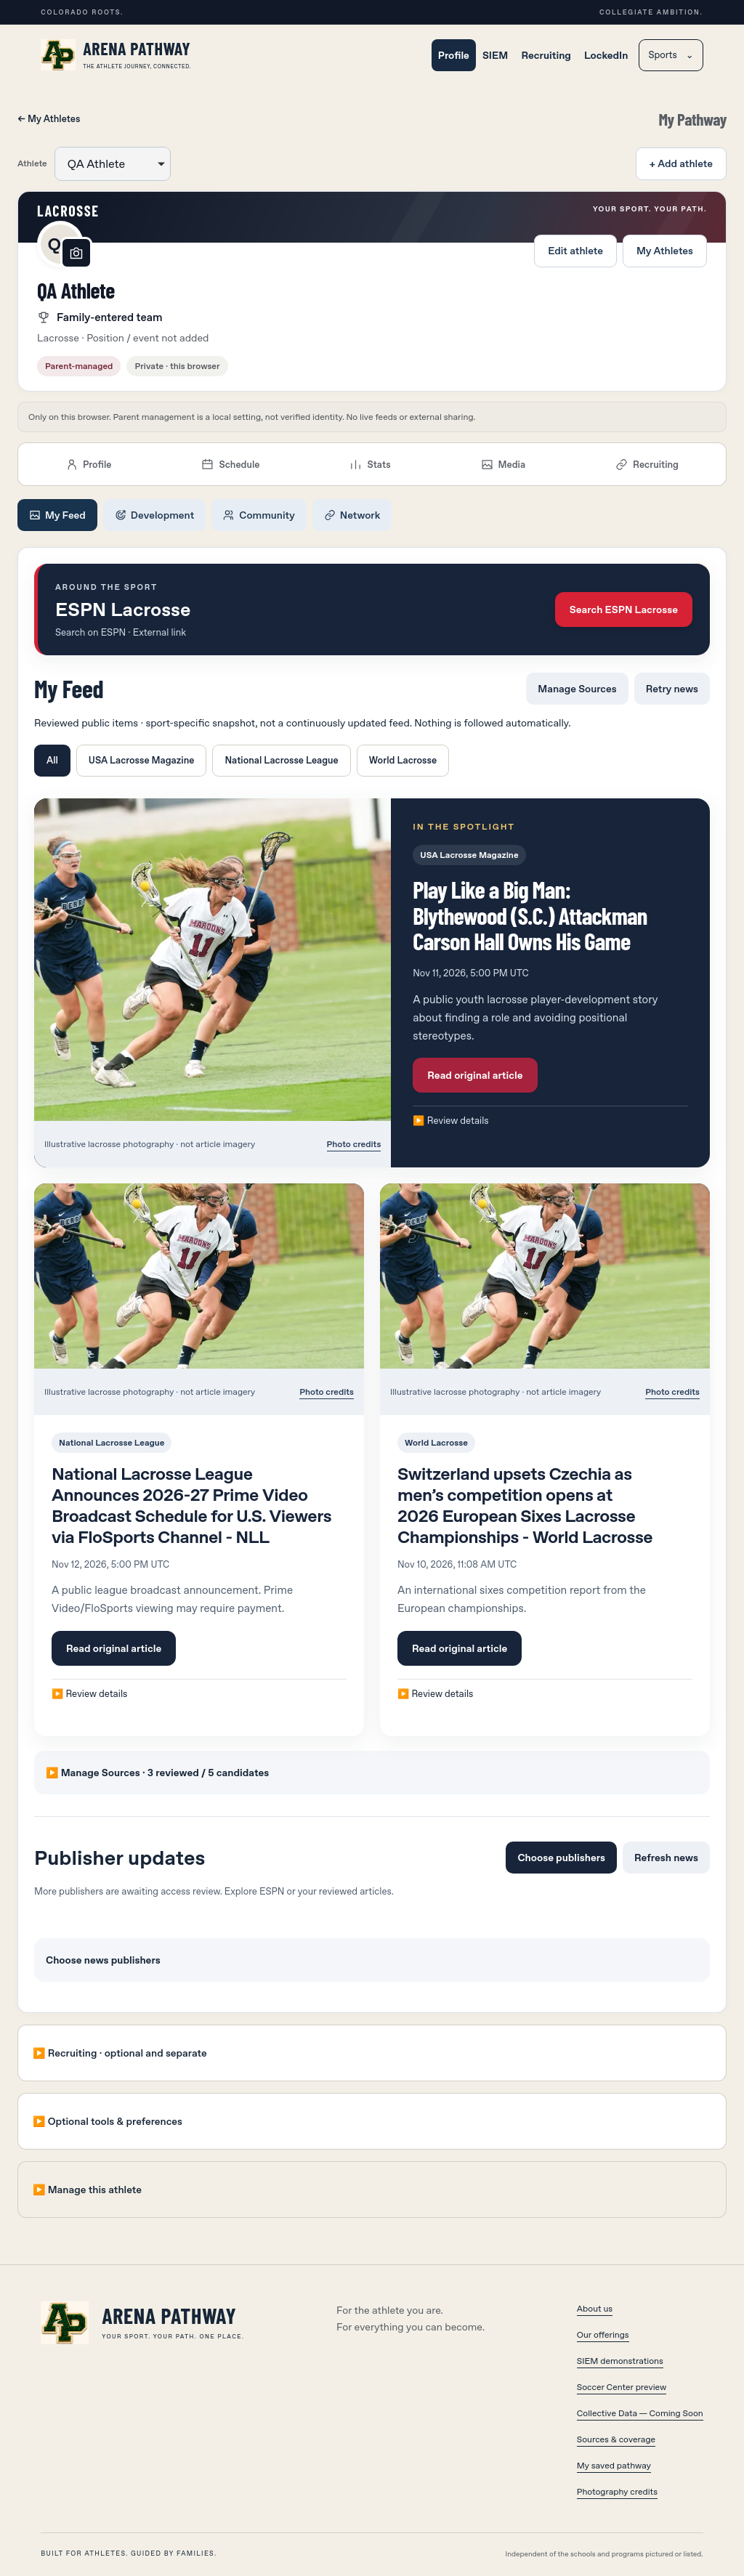 COLORADO ROOTS.
COLLEGIATE AMBITION.
AP
ARENA PATHWAY
THE ATHLETE JOURNEY, CONNECTED.
Profile
SIEM
Recruiting
LockedIn
Sports
← My Athletes
My Pathway
Athlete
QA Athlete
+ Add athlete
LACROSSE
YOUR SPORT. YOUR PATH.
Q
Edit athlete
My Athletes
QA Athlete
Family-entered team
Lacrosse · Position / event not added
Parent-managed
Private · this browser
Only on this browser. Parent management is a local setting, not verified identity. No live feeds or external sharing.
Profile
Schedule
Stats
Media
Recruiting
My Feed
Development
Community
Network
AROUND THE SPORT
ESPN Lacrosse
Search on ESPN · External link
Search ESPN Lacrosse
My Feed
Manage Sources
Retry news
Reviewed public items · sport-specific snapshot, not a continuously updated feed. Nothing is followed automatically.
All
USA Lacrosse Magazine
National Lacrosse League
World Lacrosse
MAROONS
11
IN THE SPOTLIGHT
USA Lacrosse Magazine
Play Like a Big Man:
Blythewood (S.C.) Attackman
Carson Hall Owns His Game
Nov 11, 2026, 5:00 PM UTC
A public youth lacrosse player-development story
about finding a role and avoiding positional
stereotypes.
Read original article
Review details
Illustrative lacrosse photography · not article imagery
Photo credits
MAROONS
11
MAROONS
11
Illustrative lacrosse photography · not article imagery
Photo credits
Illustrative lacrosse photography · not article imagery
Photo credits
National Lacrosse League
National Lacrosse League
Announces 2026-27 Prime Video
Broadcast Schedule for U.S. Viewers
via FloSports Channel - NLL
Nov 12, 2026, 5:00 PM UTC
A public league broadcast announcement. Prime
Video/FloSports viewing may require payment.
Read original article
Review details
World Lacrosse
Switzerland upsets Czechia as
men’s competition opens at
2026 European Sixes Lacrosse
Championships - World Lacrosse
Nov 10, 2026, 11:08 AM UTC
An international sixes competition report from the
European championships.
Read original article
Review details
Manage Sources · 3 reviewed / 5 candidates
Publisher updates
Choose publishers
Refresh news
More publishers are awaiting access review. Explore ESPN or your reviewed articles.
Choose news publishers
Recruiting · optional and separate
Optional tools & preferences
Manage this athlete
AP
ARENA PATHWAY
YOUR SPORT. YOUR PATH. ONE PLACE.
For the athlete you are.
For everything you can become.
About us
Our offerings
SIEM demonstrations
Soccer Center preview
Collective Data — Coming Soon
Sources & coverage
My saved pathway
Photography credits
BUILT FOR ATHLETES. GUIDED BY FAMILIES.
Independent of the schools and programs pictured or listed.